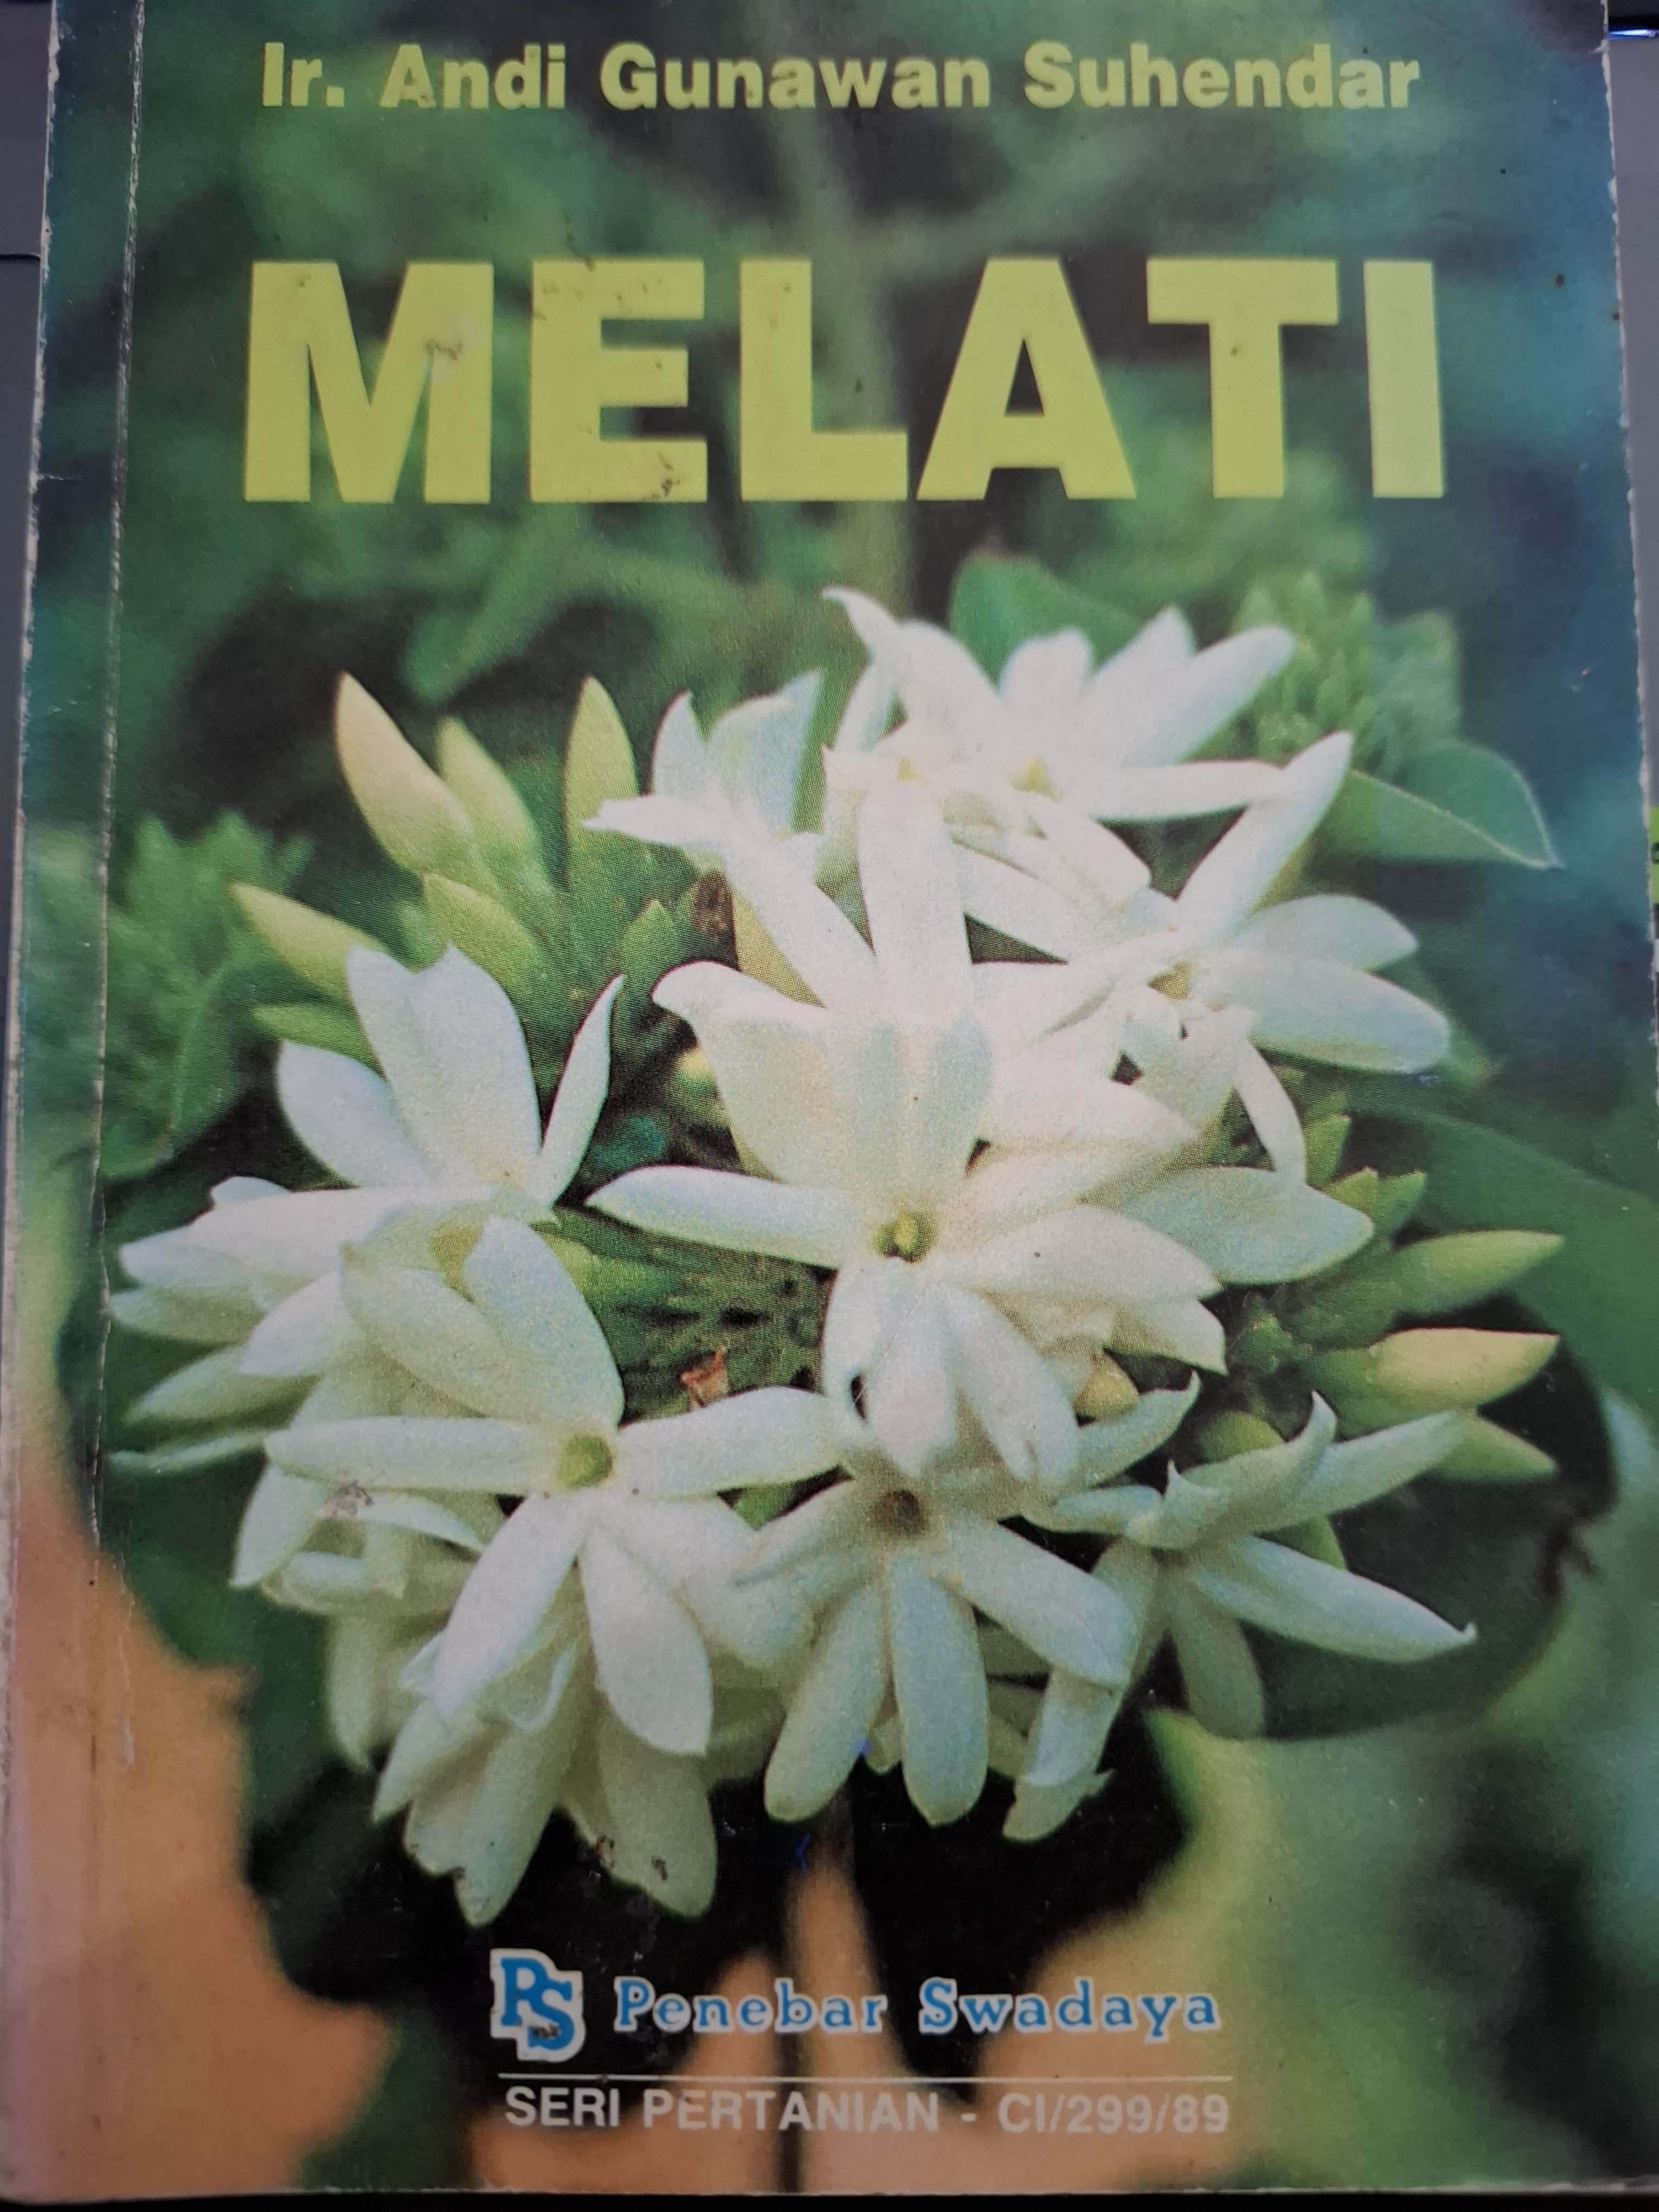 Ir. Andi Gunawan Suhendar
MELATI
PS Penebar Swadaya
SERI PERTANIAN - CI/299/89